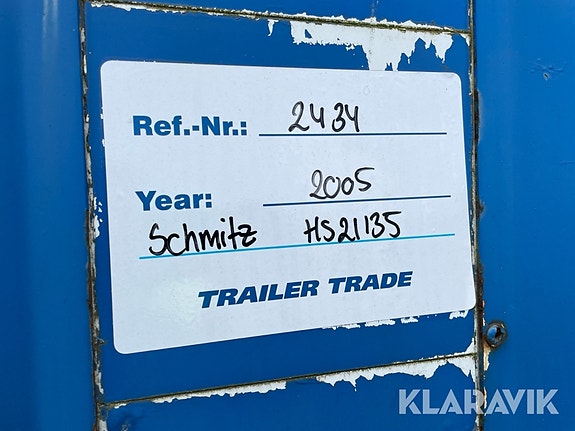 Ref.-Nr.: 2434
Year: 2005
Schmitz HS21135
TRAILER TRADE
KLARAVIK